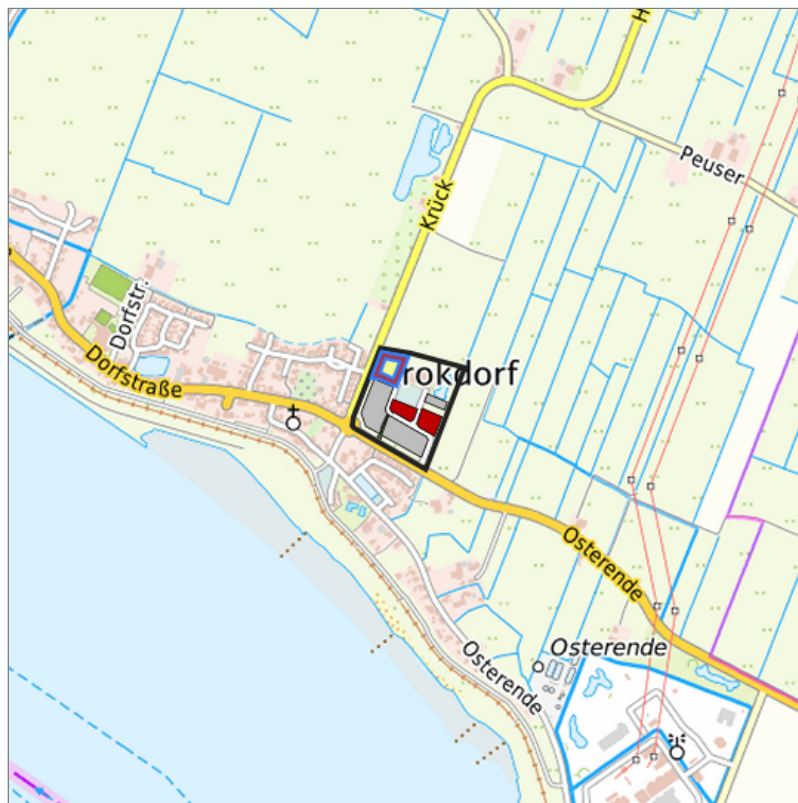 H
Peuser
Krück
Dorfstr.
rokdorf
Dorfstraße
Osterende
Osterende
Osterende